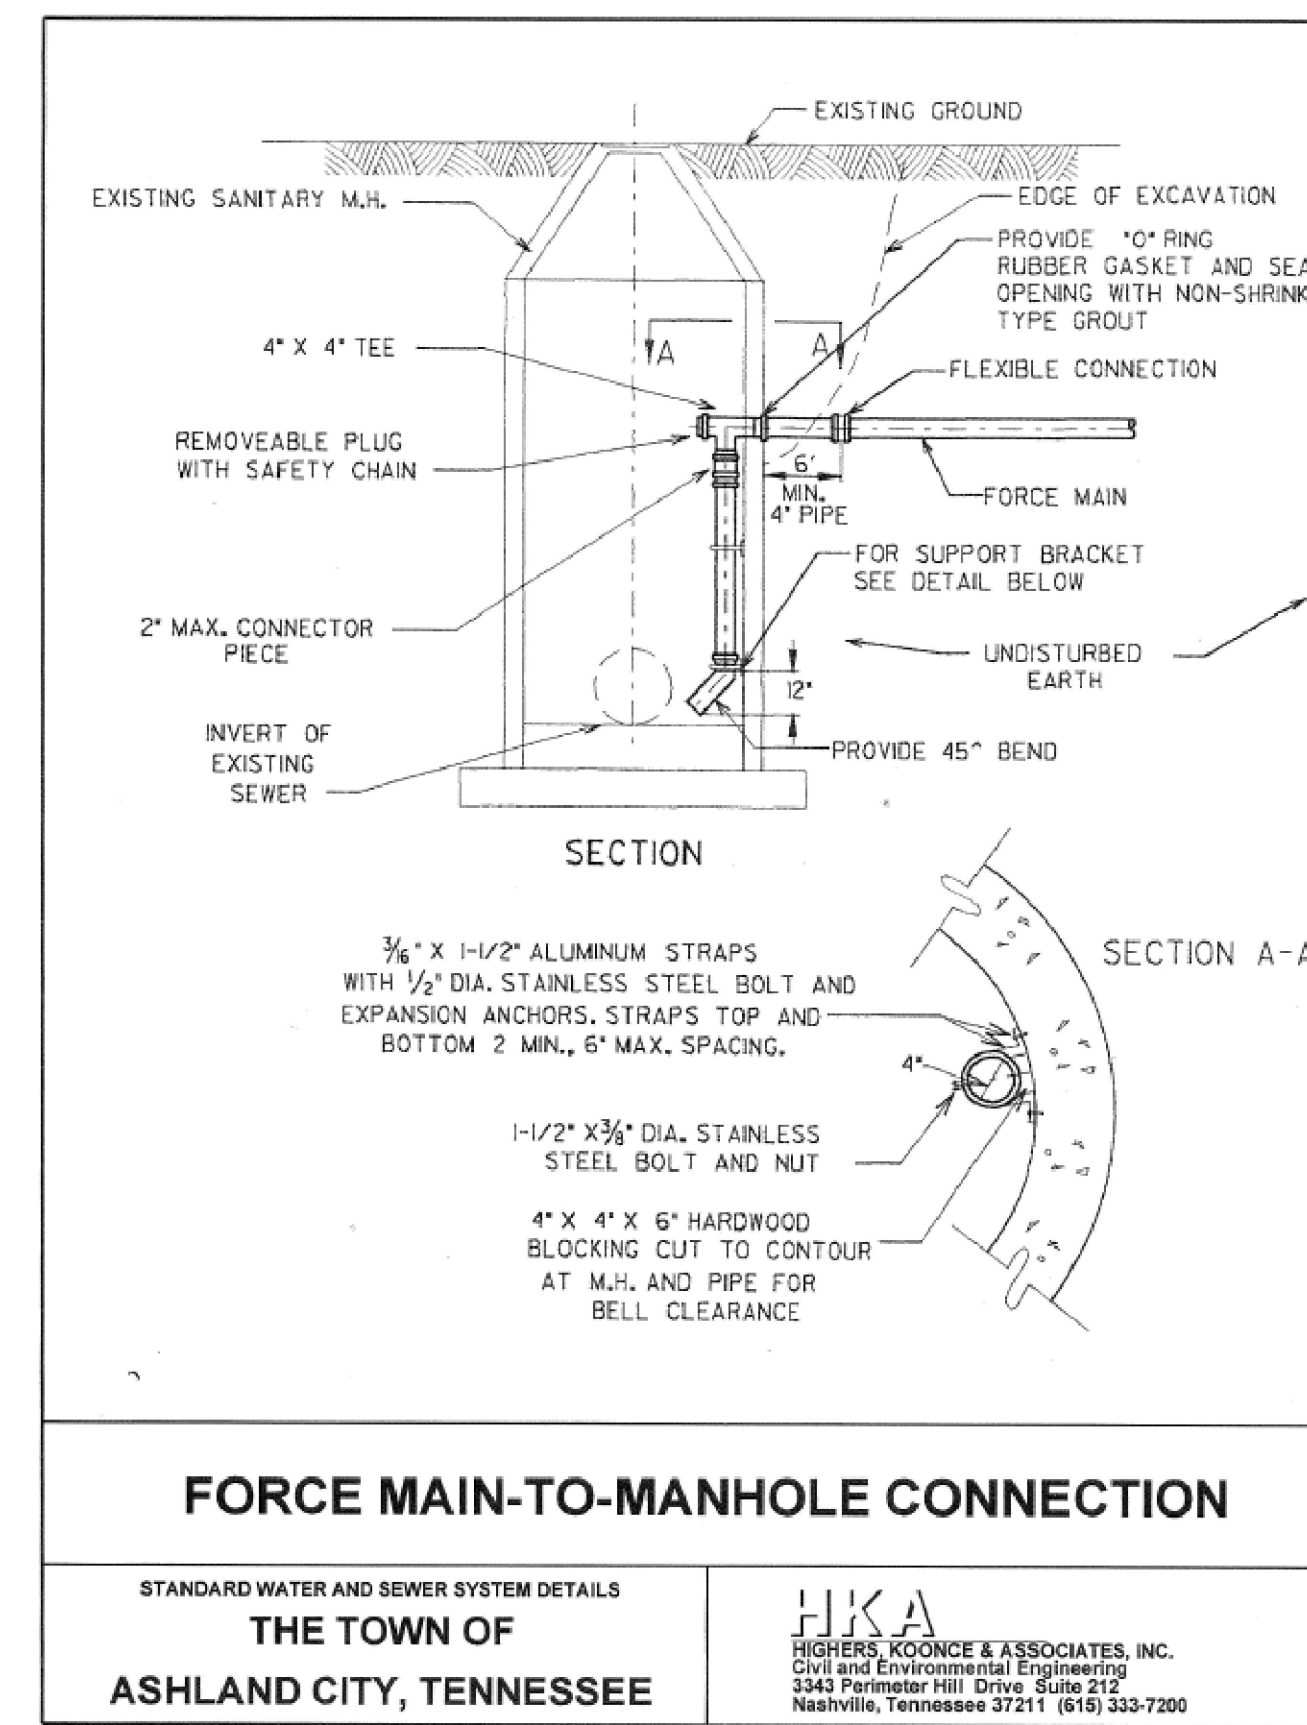 EXISTING GROUND
EXISTING SANITARY M.H.
EDGE OF EXCAVATION
PROVIDE "O" RING
RUBBER GASKET AND SEA
OPENING WITH NON-SHRINK
TYPE GROUT
4" X 4" TEE
A
A
FLEXIBLE CONNECTION
REMOVEABLE PLUG
WITH SAFETY CHAIN
6'
MIN.
4" PIPE
FORCE MAIN
FOR SUPPORT BRACKET
SEE DETAIL BELOW
2" MAX. CONNECTOR
PIECE
UNDISTURBED
EARTH
12"
INVERT OF
EXISTING
SEWER
PROVIDE 45^ BEND
SECTION
3/16" X 1-1/2" ALUMINUM STRAPS
WITH 1/2" DIA. STAINLESS STEEL BOLT AND
EXPANSION ANCHORS. STRAPS TOP AND
BOTTOM 2 MIN., 6' MAX. SPACING.
SECTION A-A
4"
1-1/2" X 3/8" DIA. STAINLESS
STEEL BOLT AND NUT
4" X 4" X 6" HARDWOOD
BLOCKING CUT TO CONTOUR
AT M.H. AND PIPE FOR
BELL CLEARANCE
FORCE MAIN-TO-MANHOLE CONNECTION
STANDARD WATER AND SEWER SYSTEM DETAILS
THE TOWN OF
ASHLAND CITY, TENNESSEE
HKA
HIGHERS, KOONCE & ASSOCIATES, INC.
Civil and Environmental Engineering
3343 Perimeter Hill Drive Suite 212
Nashville, Tennessee 37211 (615) 333-7200